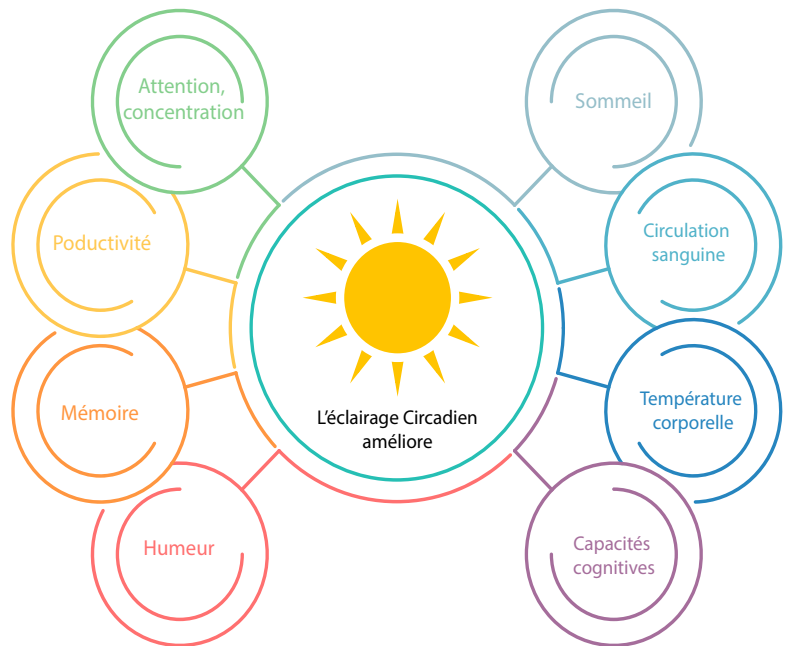 Attention,
concentration
Sommeil
Poductivité
Circulation
sanguine
Mémoire
L'éclairage Circadien
améliore
Température
corporelle
Humeur
Capacités
cognitives